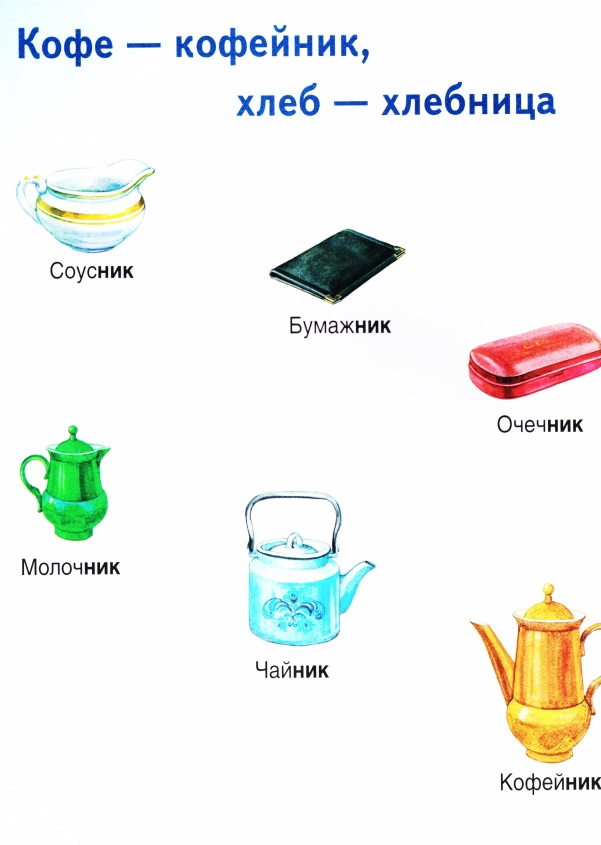 Кофе — кофейник,
хлеб — хлебница
Соусник
Бумажник
Очечник
Молочник
Чайник
Кофейник